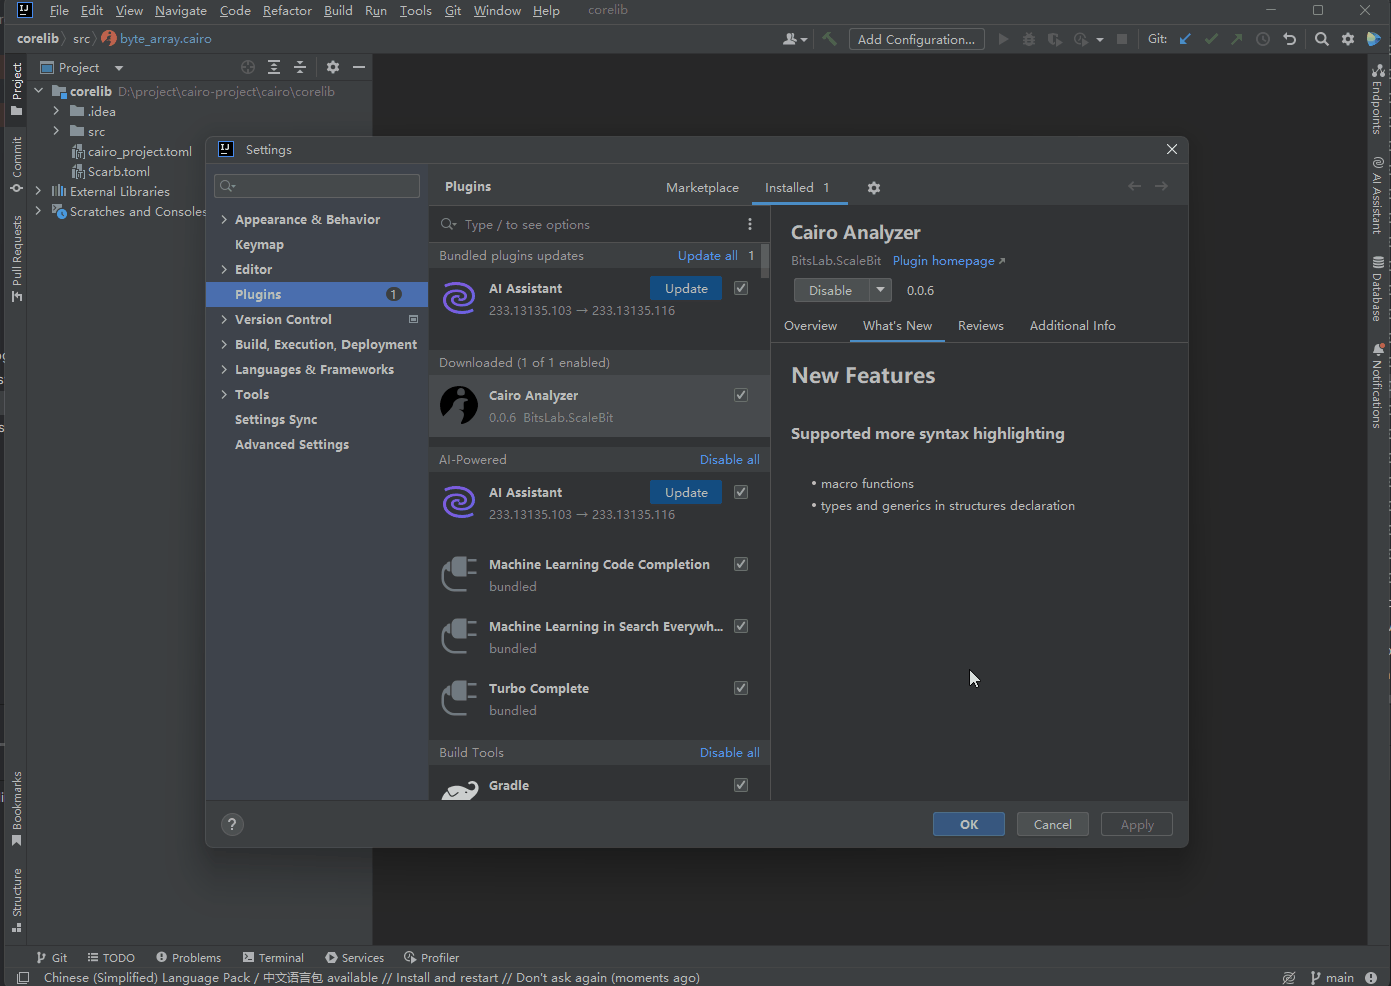 File Edit View Navigate Code Refactor Build Run Tools Git Window Help corelib
corelib src byte_array.cairo
Add Configuration...
Git:
Project
corelib D:\project\cairo-project\cairo\corelib
.idea
src
cairo_project.toml
Scarb.toml
External Libraries
Scratches and Consoles
Project
Commit
Pull Requests
Bookmarks
Structure
Settings
Appearance & Behavior
Keymap
Editor
Plugins 1
Version Control
Build, Execution, Deployment
Languages & Frameworks
Tools
Settings Sync
Advanced Settings
Plugins
Marketplace
Installed 1
Type / to see options
Bundled plugins updates Update all 1
AI Assistant Update
233.13135.103 → 233.13135.116
Downloaded (1 of 1 enabled)
Cairo Analyzer
0.0.6 BitsLab.ScaleBit
AI-Powered Disable all
AI Assistant Update
233.13135.103 → 233.13135.116
Machine Learning Code Completion
bundled
Machine Learning in Search Everywh...
bundled
Turbo Complete
bundled
Build Tools Disable all
Gradle
Cairo Analyzer
BitsLab.ScaleBit Plugin homepage ↗
Disable 0.0.6
Overview What's New Reviews Additional Info
New Features
Supported more syntax highlighting
• macro functions
• types and generics in structures declaration
?
OK Cancel Apply
Endpoints
AI Assistant
Database
Notifications
Git TODO Problems Terminal Services Profiler
Chinese (Simplified) Language Pack / 中文语言包 available // Install and restart // Don't ask again (moments ago)
main